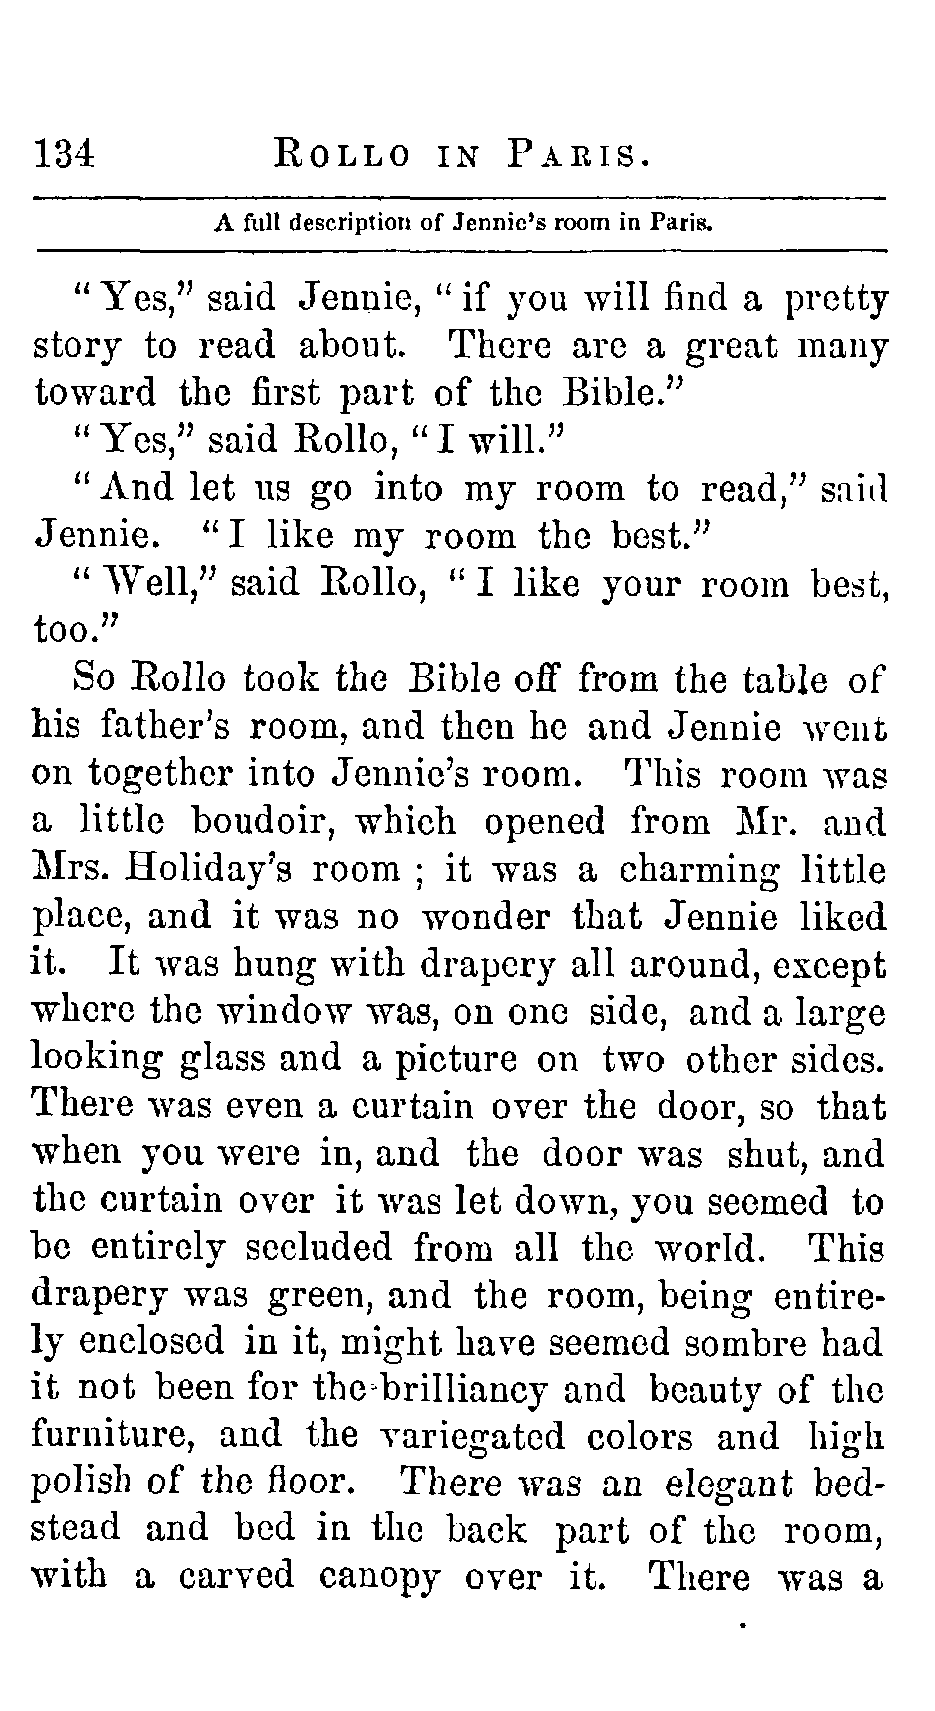 134 ROLLO IN PARIS.
A full description of Jennie's room in Paris.
“Yes,” said Jennie, “if you will find a pretty
story to read about. There are a great many
toward the first part of the Bible.”
“Yes,” said Rollo, “I will.”
“And let us go into my room to read,” said
Jennie. “I like my room the best.”
“Well,” said Rollo, “I like your room best,
too.”
So Rollo took the Bible off from the table of
his father's room, and then he and Jennie went
on together into Jennie's room. This room was
a little boudoir, which opened from Mr. and
Mrs. Holiday's room ; it was a charming little
place, and it was no wonder that Jennie liked
it. It was hung with drapery all around, except
where the window was, on one side, and a large
looking glass and a picture on two other sides.
There was even a curtain over the door, so that
when you were in, and the door was shut, and
the curtain over it was let down, you seemed to
be entirely secluded from all the world. This
drapery was green, and the room, being entire-
ly enclosed in it, might have seemed sombre had
it not been for the brilliancy and beauty of the
furniture, and the variegated colors and high
polish of the floor. There was an elegant bed-
stead and bed in the back part of the room,
with a carved canopy over it. There was a